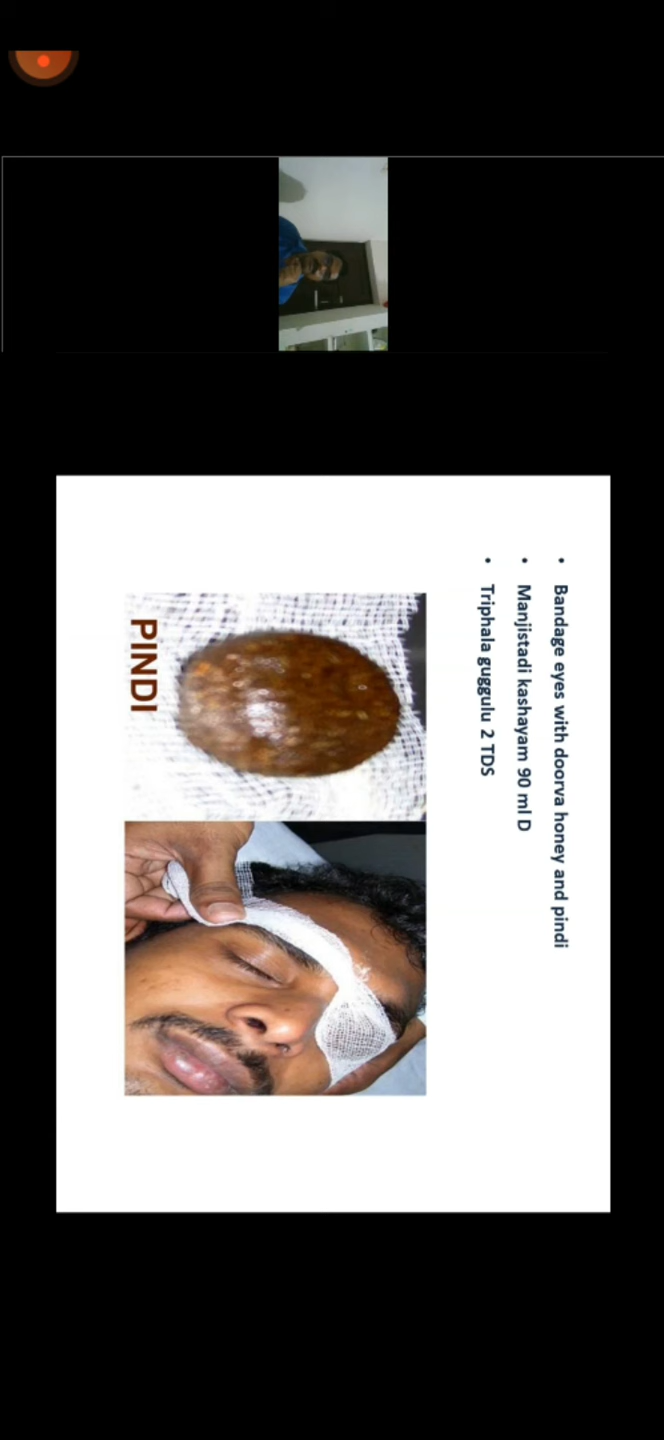 • Bandage eyes with doorva honey and pindi
• Manjistadi kashayam 90 ml D
• Triphala guggulu 2 TDS
PINDI